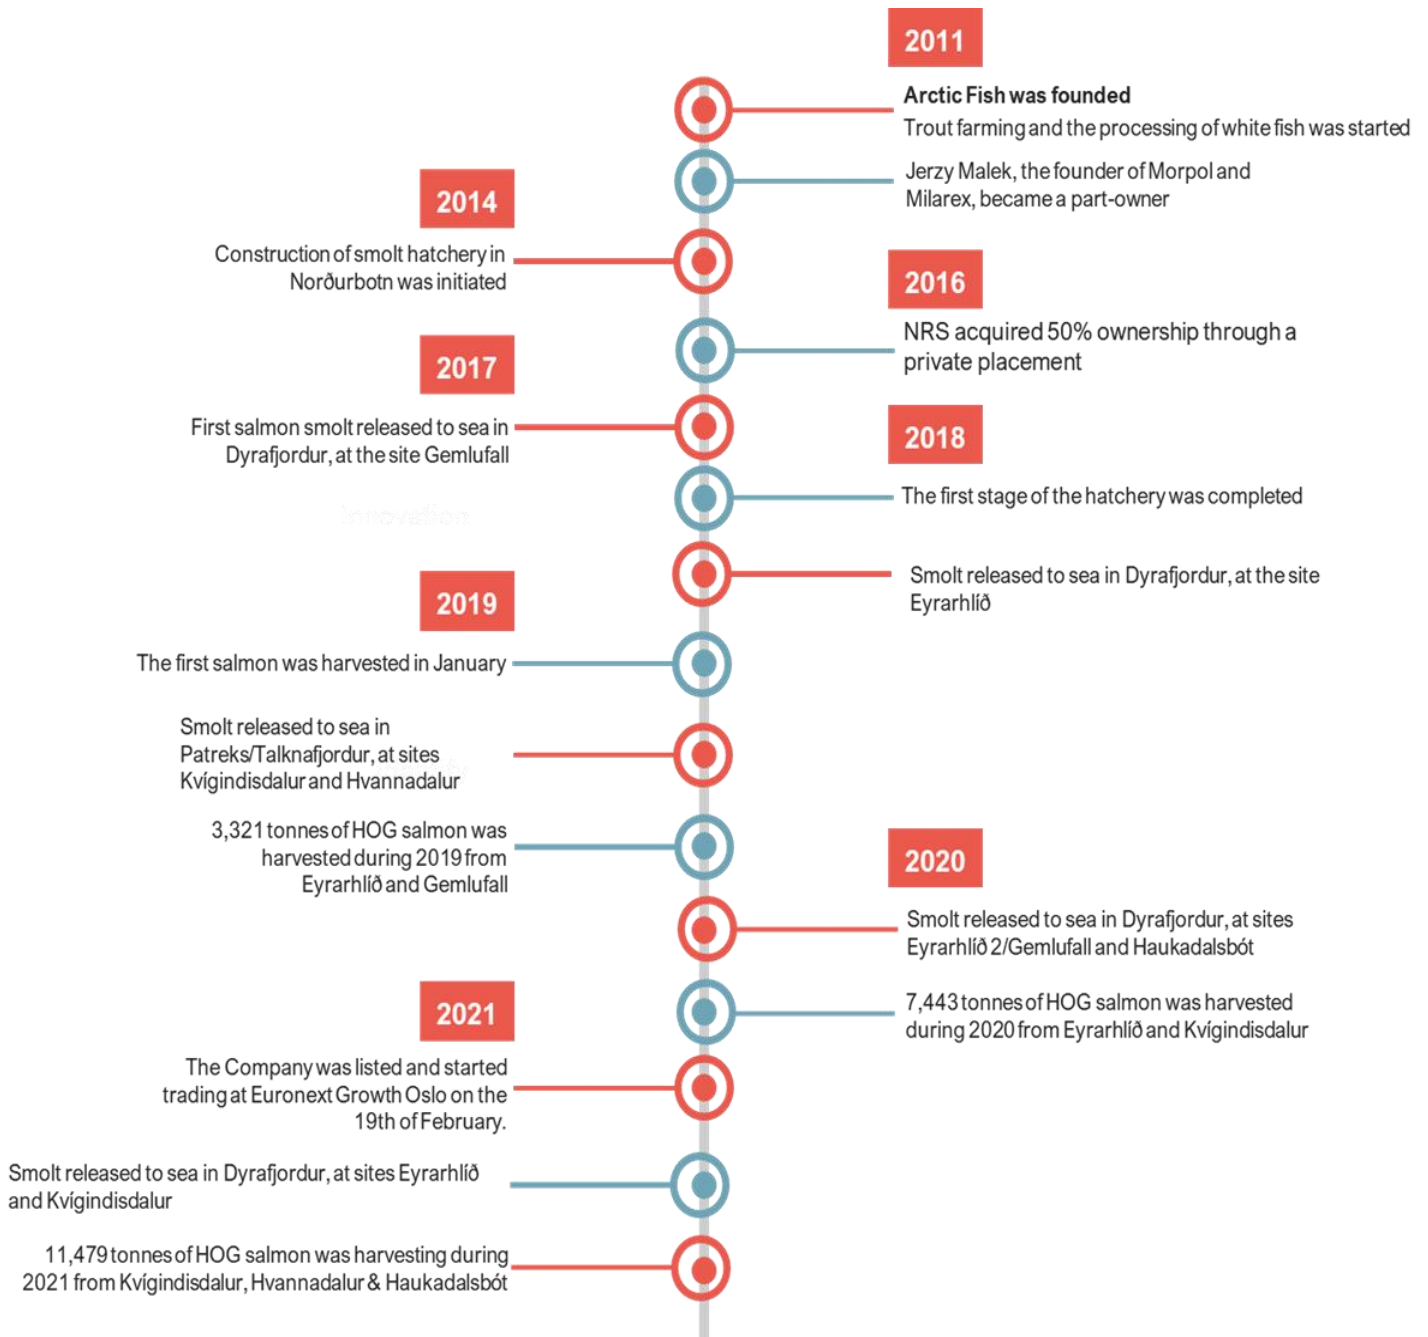 2011
Arctic Fish was founded
Trout farming and the processing of white fish was started
Jerzy Malek, the founder of Morpol and
Milarex, became a part-owner
2014
Construction of smolt hatchery in
Norðurbotn was initiated
2016
NRS acquired 50% ownership through a
private placement
2017
First salmon smolt released to sea in
Dyrafjordur, at the site Gemlufall
2018
The first stage of the hatchery was completed
Innovation
Smolt released to sea in Dyrafjordur, at the site
Eyrarhlíð
2019
The first salmon was harvested in January
Smolt released to sea in
Patreks/Talknafjordur, at sites
Kvígindisdalur and Hvannadalur
3,321 tonnes of HOG salmon was
harvested during 2019 from
Eyrarhlíð and Gemlufall
2020
Smolt released to sea in Dyrafjordur, at sites
Eyrarhlíð 2/Gemlufall and Haukadalsbót
7,443 tonnes of HOG salmon was harvested
during 2020 from Eyrarhlíð and Kvígindisdalur
2021
The Company was listed and started
trading at Euronext Growth Oslo on the
19th of February.
Smolt released to sea in Dyrafjordur, at sites Eyrarhlíð
and Kvígindisdalur
11,479 tonnes of HOG salmon was harvesting during
2021 from Kvígindisdalur, Hvannadalur & Haukadalsbót